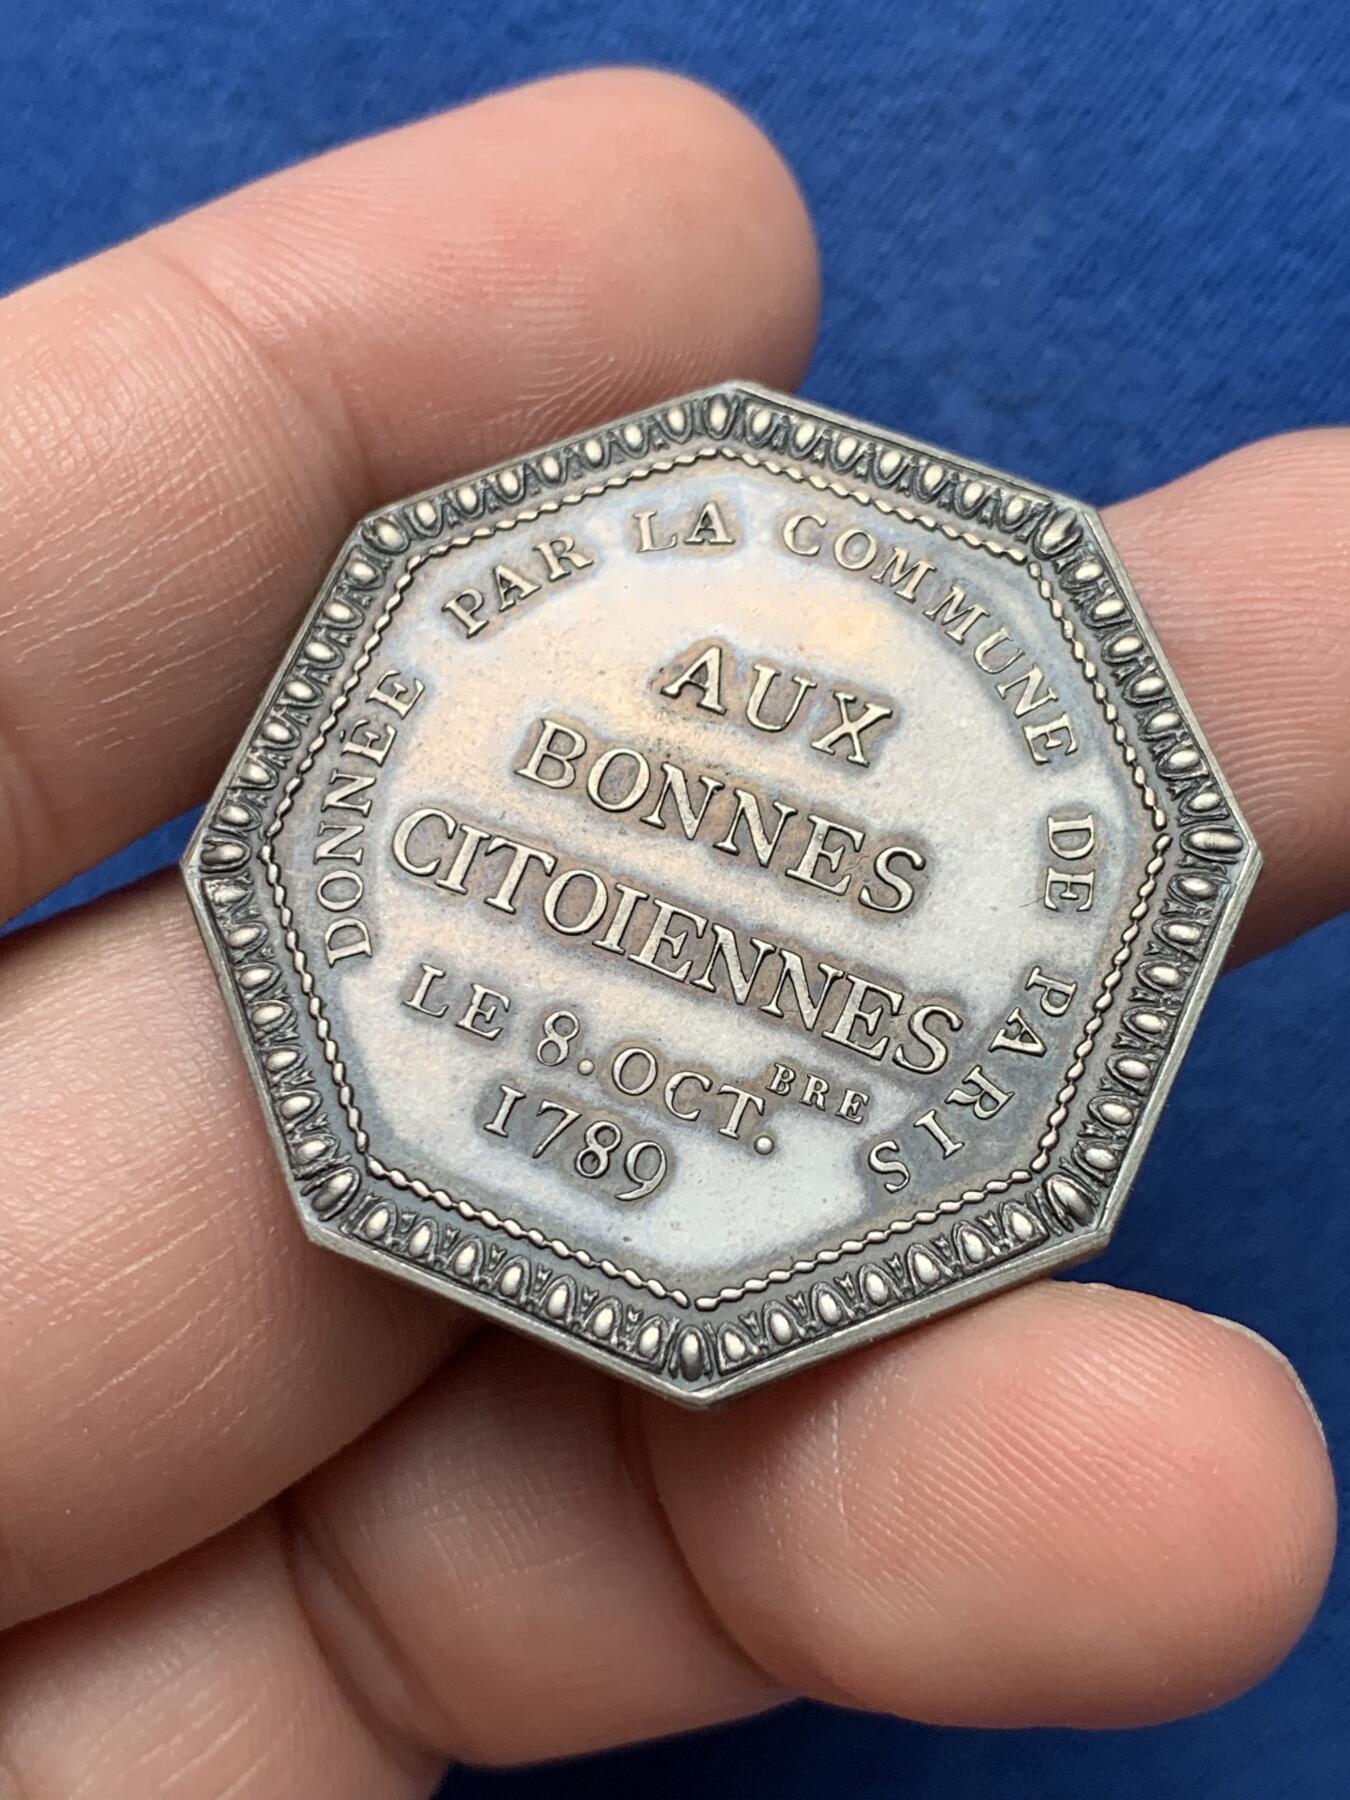 DONNÉE PAR LA COMMUNE DE PARIS
AUX
BONNES
CITOIENNES
LE 8. OCT.BRE
1789